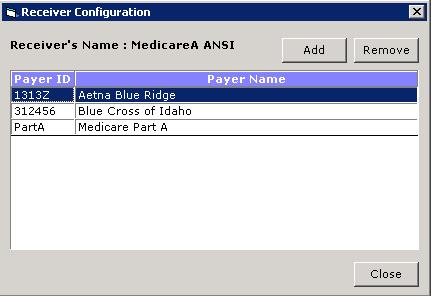 Receiver Configuration
Receiver's Name : MedicareA ANSI Add Remove
Payer ID Payer Name
1313Z Aetna Blue Ridge
312456 Blue Cross of Idaho
PartA Medicare Part A
Close